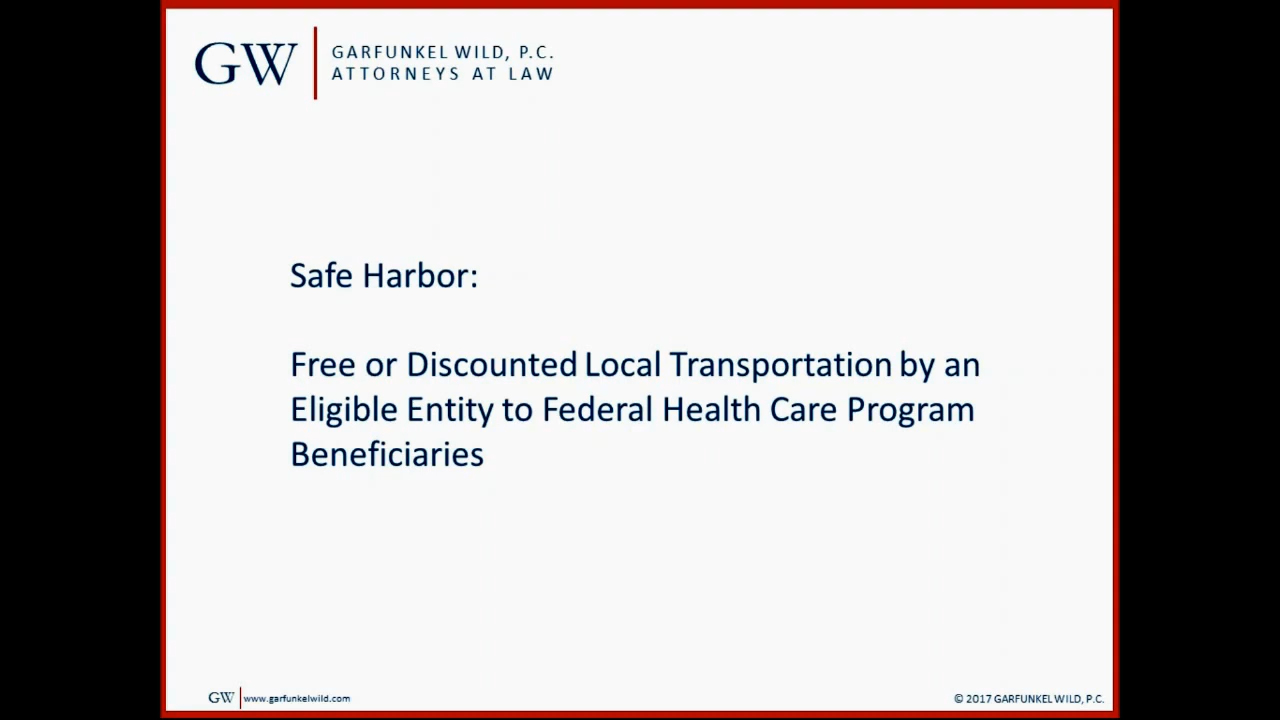 GW
GARFUNKEL WILD, P.C.
ATTORNEYS AT LAW
Safe Harbor:
Free or Discounted Local Transportation by an
Eligible Entity to Federal Health Care Program
Beneficiaries
GW www.garfunkelwild.com
© 2017 GARFUNKEL WILD, P.C.